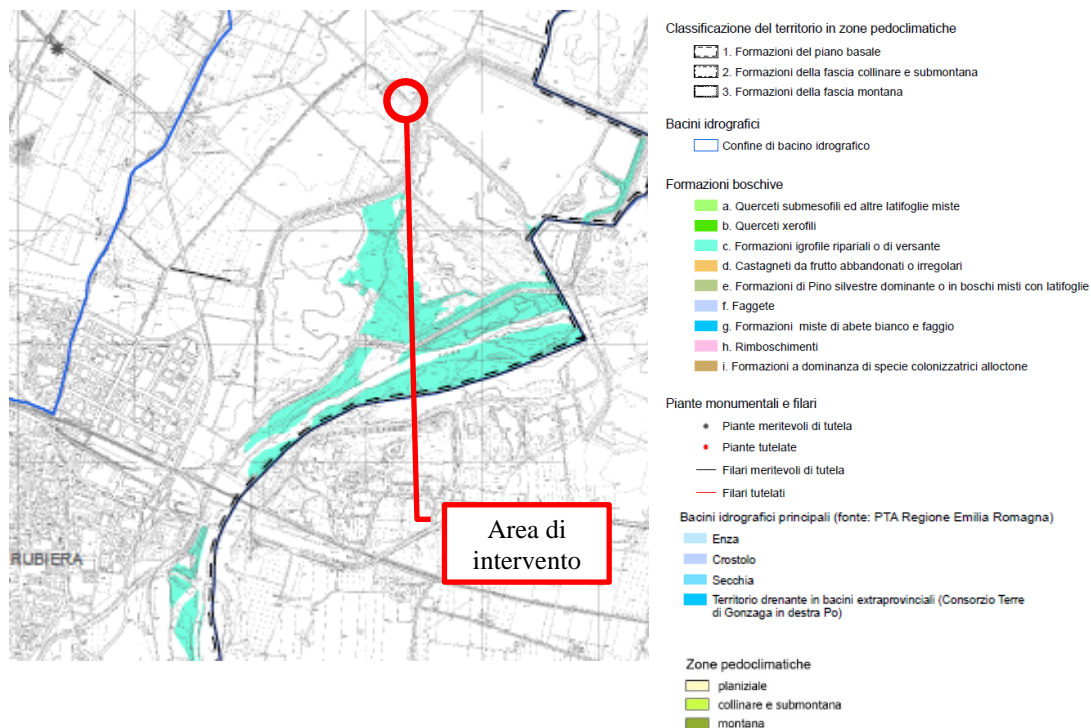 RUBIERA
Area di
intervento
Classificazione del territorio in zone pedoclimatiche
1. Formazioni del piano basale
2. Formazioni della fascia collinare e submontana
3. Formazioni della fascia montana
Bacini idrografici
Confine di bacino idrografico
Formazioni boschive
a. Querceti submesofili ed altre latifoglie miste
b. Querceti xerofili
c. Formazioni igrofile ripariali o di versante
d. Castagneti da frutto abbandonati o irregolari
e. Formazioni di Pino silvestre dominante o in boschi misti con latifoglie
f. Faggete
g. Formazioni miste di abete bianco e faggio
h. Rimboschimenti
i. Formazioni a dominanza di specie colonizzatrici alloctone
Piante monumentali e filari
Piante meritevoli di tutela
Piante tutelate
Filari meritevoli di tutela
Filari tutelati
Bacini idrografici principali (fonte: PTA Regione Emilia Romagna)
Enza
Crostolo
Secchia
Territorio drenante in bacini extraprovinciali (Consorzio Terre
di Gonzaga in destra Po)
Zone pedoclimatiche
planiziale
collinare e submontana
montana